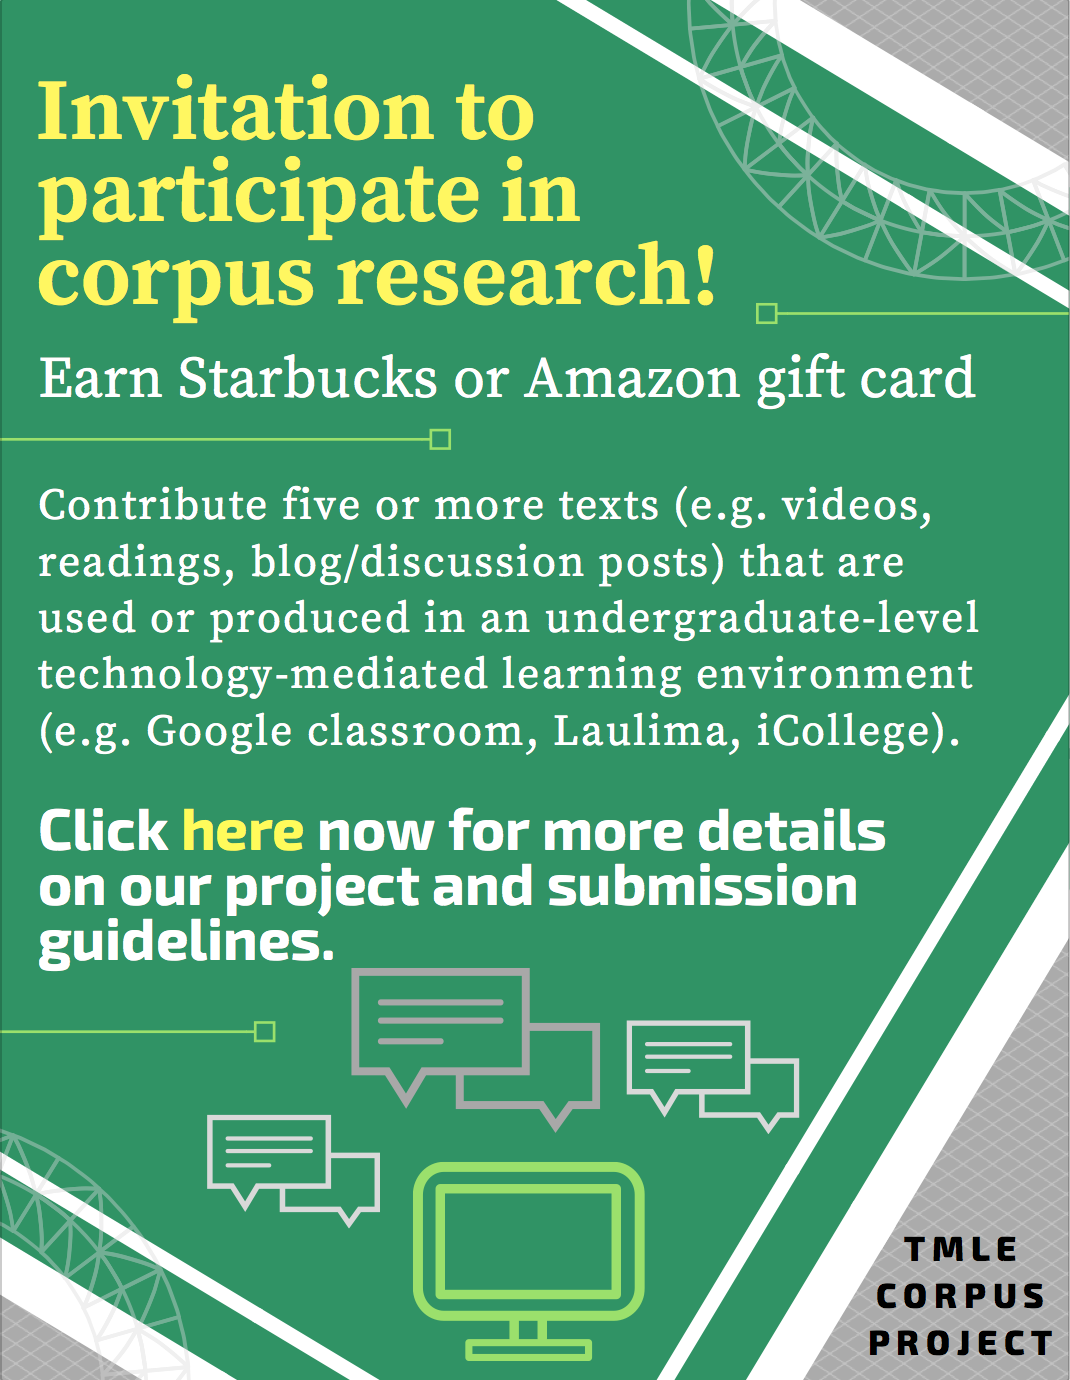 Invitation to
participate in
corpus research!
Earn Starbucks or Amazon gift card
Contribute five or more texts (e.g. videos,
readings, blog/discussion posts) that are
used or produced in an undergraduate-level
technology-mediated learning environment
(e.g. Google classroom, Laulima, iCollege).
Click here now for more details
on our project and submission
guidelines.
TMLE
CORPUS
PROJECT